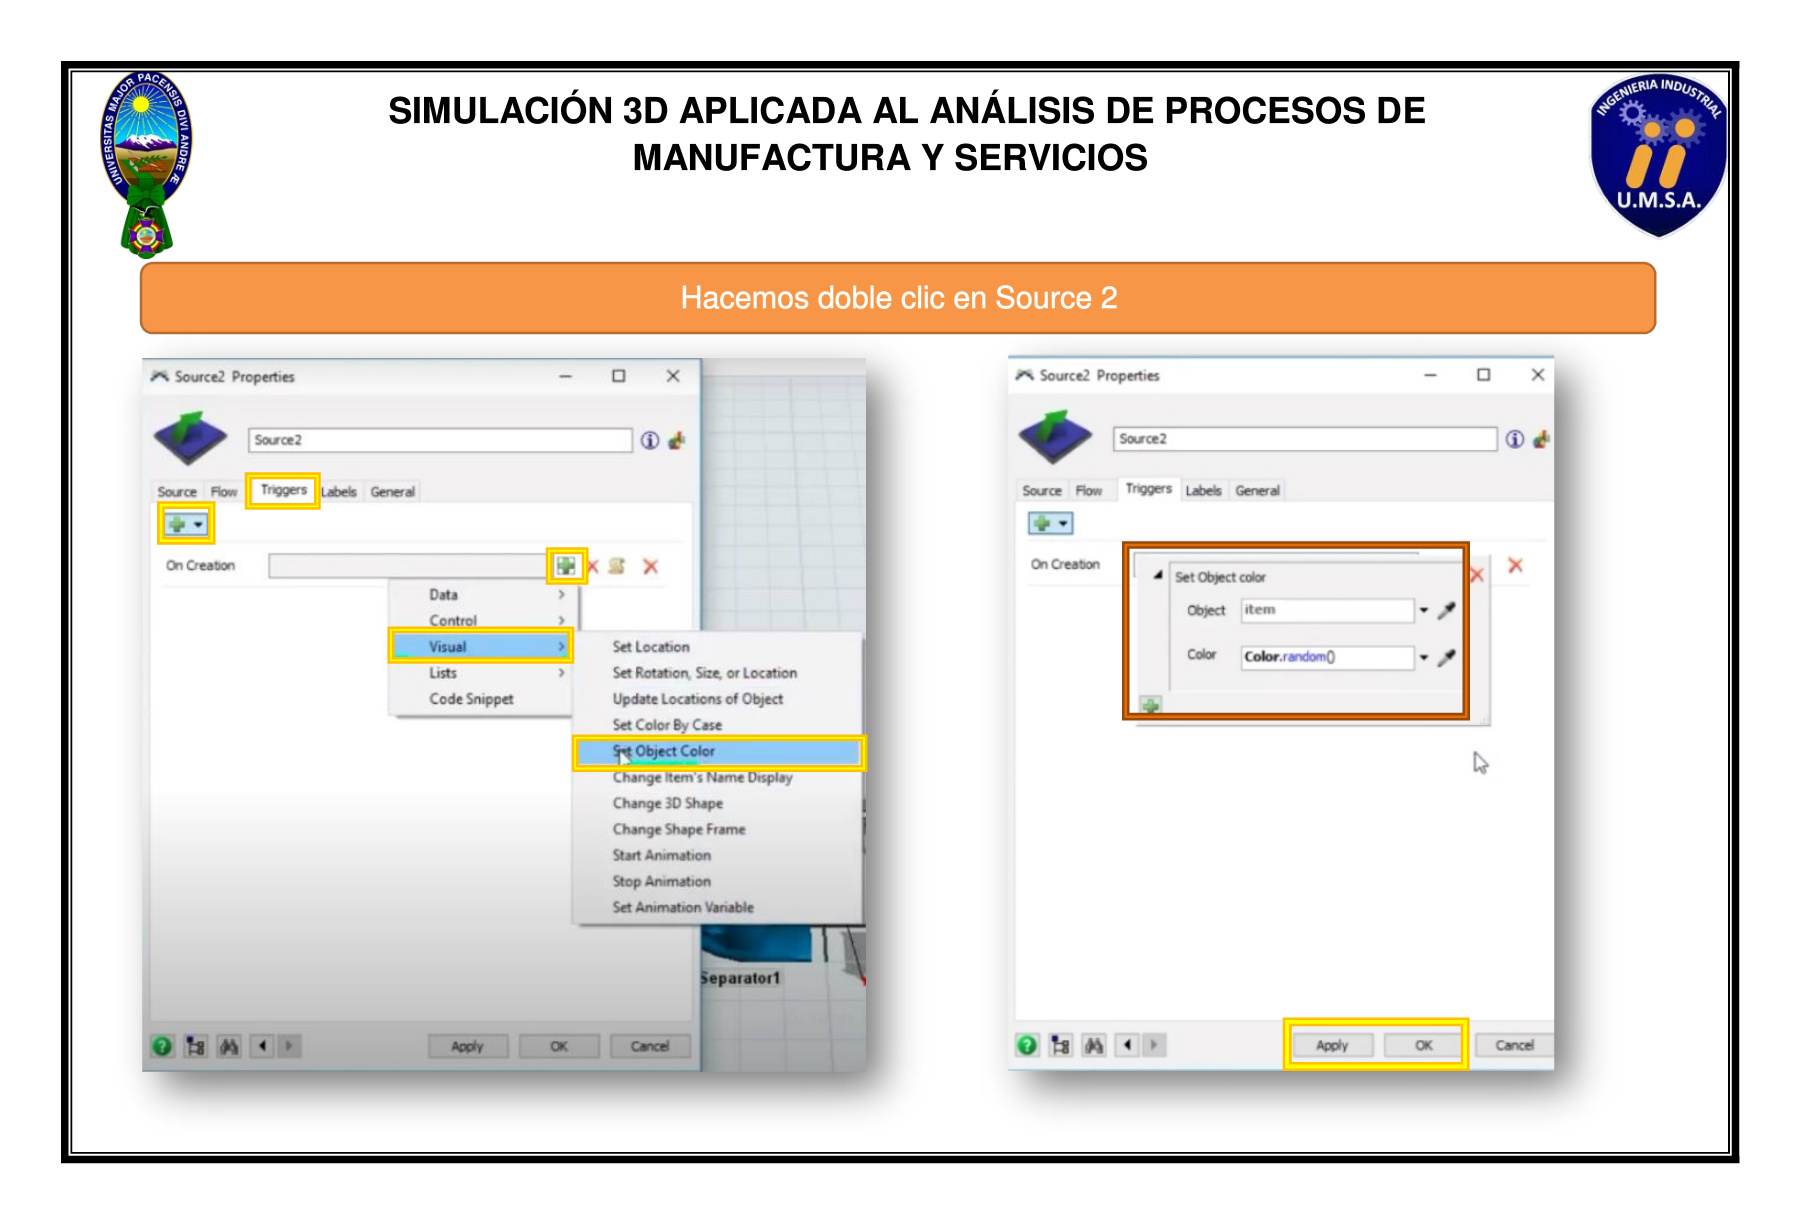 UNIVERSITAS MAJOR PACENSIS DIVI ANDRE Æ
SIMULACIÓN 3D APLICADA AL ANÁLISIS DE PROCESOS DE
MANUFACTURA Y SERVICIOS
INGENIERIA INDUSTRIAL
U.M.S.A.
Hacemos doble clic en Source 2
Source2 Properties
Source2
Source Flow Triggers Labels General
On Creation
Data
Control
Visual
Lists
Code Snippet
Set Location
Set Rotation, Size, or Location
Update Locations of Object
Set Color By Case
Set Object Color
Change Item's Name Display
Change 3D Shape
Change Shape Frame
Start Animation
Stop Animation
Set Animation Variable
Separator1
Apply OK Cancel
Source2 Properties
Source2
Source Flow Triggers Labels General
On Creation
Set Object color
Object item
Color Color.random()
Apply OK Cancel